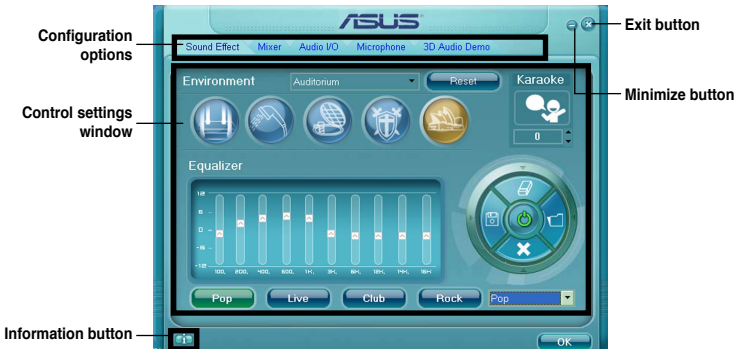 ASUS
Configuration options
Exit button
Sound Effect Mixer Audio I/O Microphone 3D Audio Demo
Minimize button
Environment Auditorium Reset Karaoke
Control settings window
0
Equalizer
12
6
0
-6
-12
100, 200, 400, 600, 1K, 3K, 6K, 12K, 14K, 16K
Pop Live Club Rock Pop
Information button
i
OK